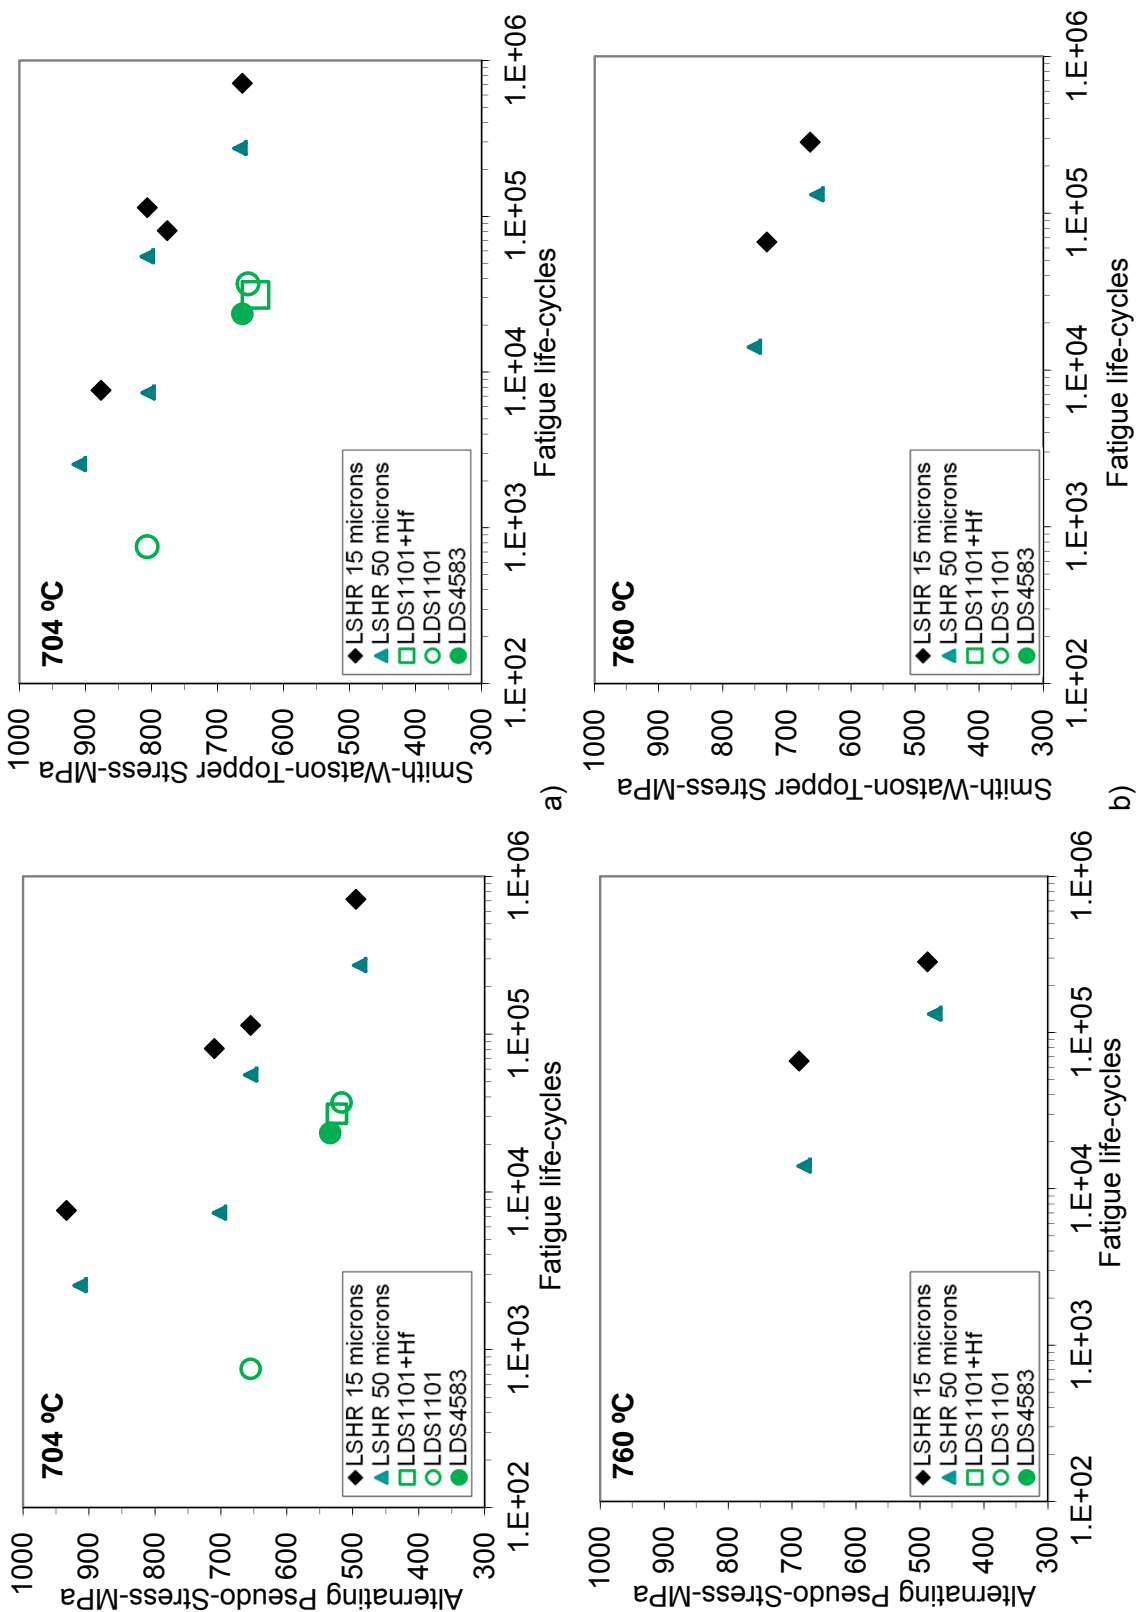 Alternating Pseudo-Stress-MPa
1000
900
800
700
600
500
400
300
704 ºC
LSHR 15 microns
LSHR 50 microns
LDS1101+Hf
LDS1101
LDS4583
1.E+02
1.E+03
1.E+04
1.E+05
1.E+06
Fatigue life-cycles
Smith-Watson-Topper Stress-MPa
1000
900
800
700
600
500
400
300
704 ºC
LSHR 15 microns
LSHR 50 microns
LDS1101+Hf
LDS1101
LDS4583
1.E+02
1.E+03
1.E+04
1.E+05
1.E+06
Fatigue life-cycles
a)
Alternating Pseudo-Stress-MPa
1000
900
800
700
600
500
400
300
760 ºC
LSHR 15 microns
LSHR 50 microns
LDS1101+Hf
LDS1101
LDS4583
1.E+02
1.E+03
1.E+04
1.E+05
1.E+06
Fatigue life-cycles
Smith-Watson-Topper Stress-MPa
1000
900
800
700
600
500
400
300
760 ºC
LSHR 15 microns
LSHR 50 microns
LDS1101+Hf
LDS1101
LDS4583
1.E+02
1.E+03
1.E+04
1.E+05
1.E+06
Fatigue life-cycles
b)